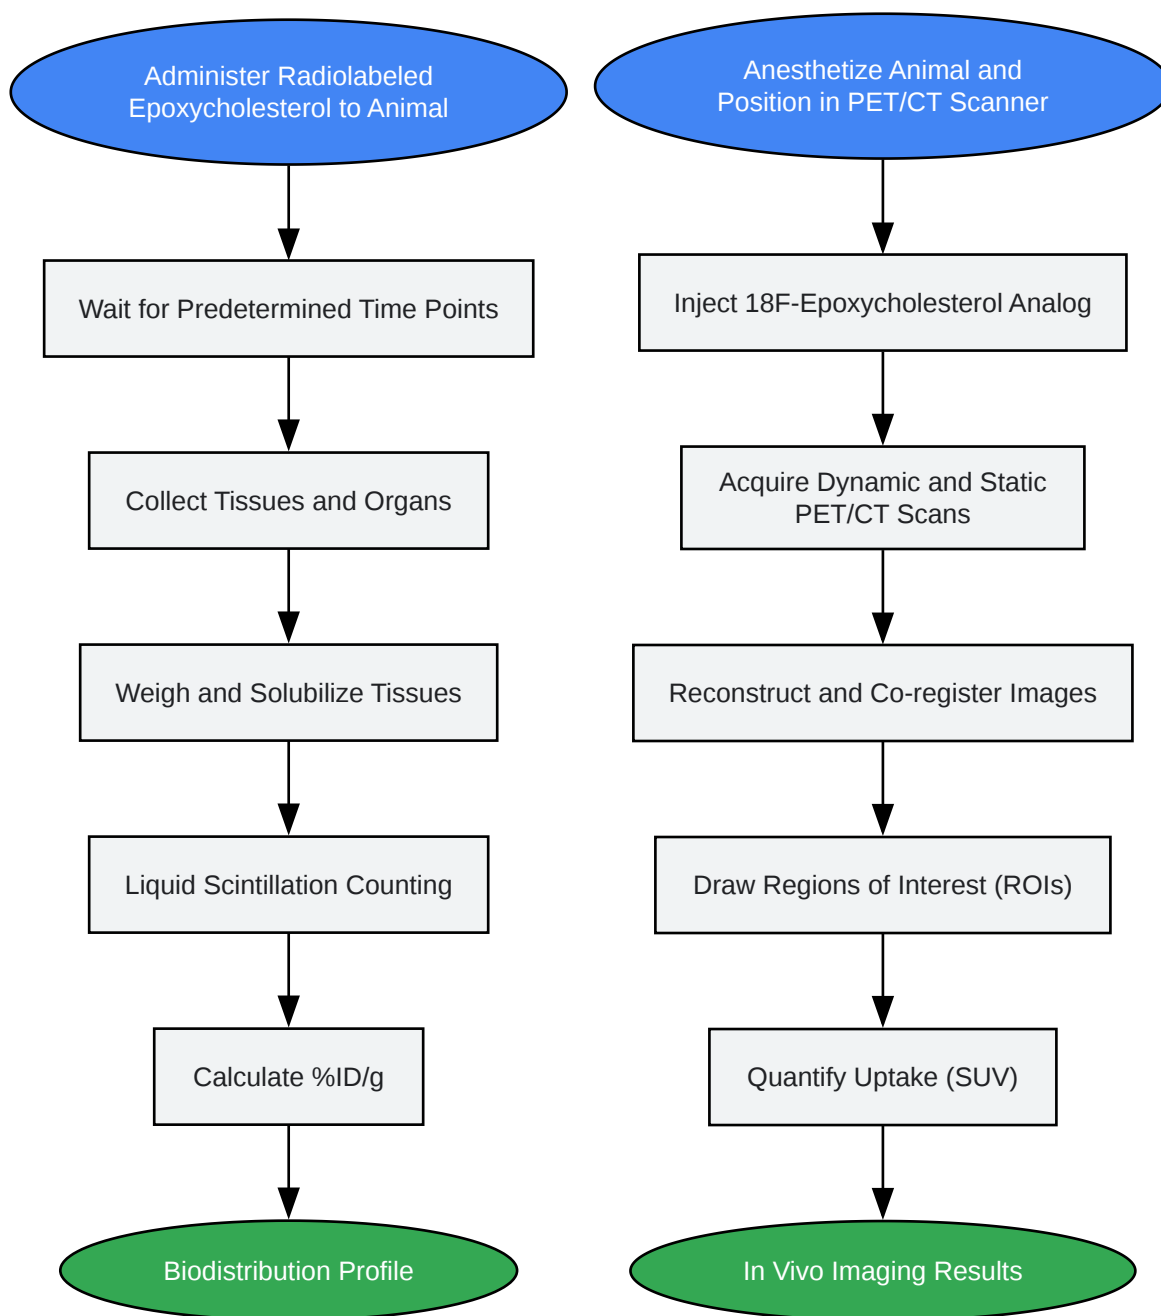 Administer Radiolabeled
Epoxycholesterol to Animal
Wait for Predetermined Time Points
Collect Tissues and Organs
Weigh and Solubilize Tissues
Liquid Scintillation Counting
Calculate %ID/g
Biodistribution Profile
Anesthetize Animal and
Position in PET/CT Scanner
Inject 18F-Epoxycholesterol Analog
Acquire Dynamic and Static
PET/CT Scans
Reconstruct and Co-register Images
Draw Regions of Interest (ROIs)
Quantify Uptake (SUV)
In Vivo Imaging Results